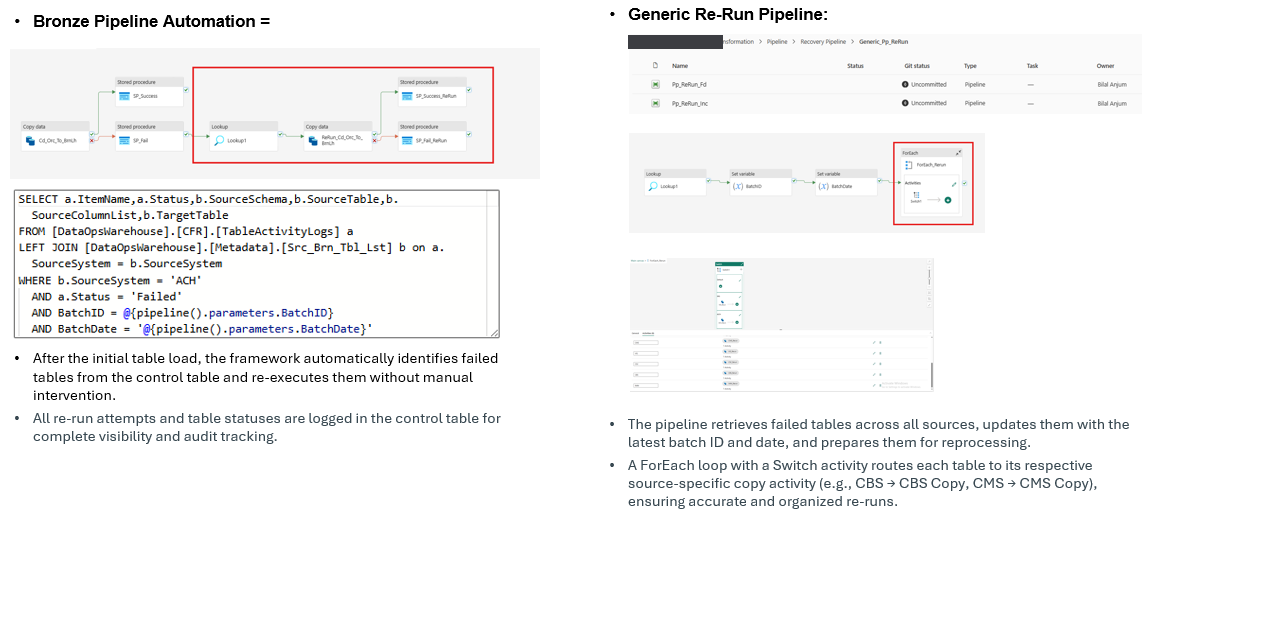 • Bronze Pipeline Automation =
Stored procedure
SP_Success
Stored procedure
SP_Success_ReRun
Copy data
Cd_Orc_To_BrnLh
Stored procedure
SP_Fail
Lookup
Lookup1
Copy data
ReRun_Cd_Orc_To_
BrnLh
Stored procedure
SP_Fail_ReRun
SELECT a.ItemName,a.Status,b.SourceSchema,b.SourceTable,b.
SourceColumnList,b.TargetTable
FROM [DataOpsWarehouse].[CFR].[TableActivityLogs] a
LEFT JOIN [DataOpsWarehouse].[Metadata].[Src_Brn_Tbl_Lst] b on a.
SourceSystem = b.SourceSystem
WHERE b.SourceSystem = 'ACH'
AND a.Status = 'Failed'
AND BatchID = @{pipeline().parameters.BatchID}
AND BatchDate = '@{pipeline().parameters.BatchDate}'
• After the initial table load, the framework automatically identifies failed
tables from the control table and re-executes them without manual
intervention.
• All re-run attempts and table statuses are logged in the control table for
complete visibility and audit tracking.
• Generic Re-Run Pipeline:
nsformation > Pipeline > Recovery Pipeline > Generic_Pp_ReRun
Name Status Git status Type Task Owner
Pp_ReRun_Fd Uncommitted Pipeline — Bilal Anjum
Pp_ReRun_Inc Uncommitted Pipeline — Bilal Anjum
Lookup
Lookup1
Set variable
BatchID
Set variable
BatchDate
ForEach
ForEach_Rerun
Activities
• The pipeline retrieves failed tables across all sources, updates them with the
latest batch ID and date, and prepares them for reprocessing.
• A ForEach loop with a Switch activity routes each table to its respective
source-specific copy activity (e.g., CBS → CBS Copy, CMS → CMS Copy),
ensuring accurate and organized re-runs.